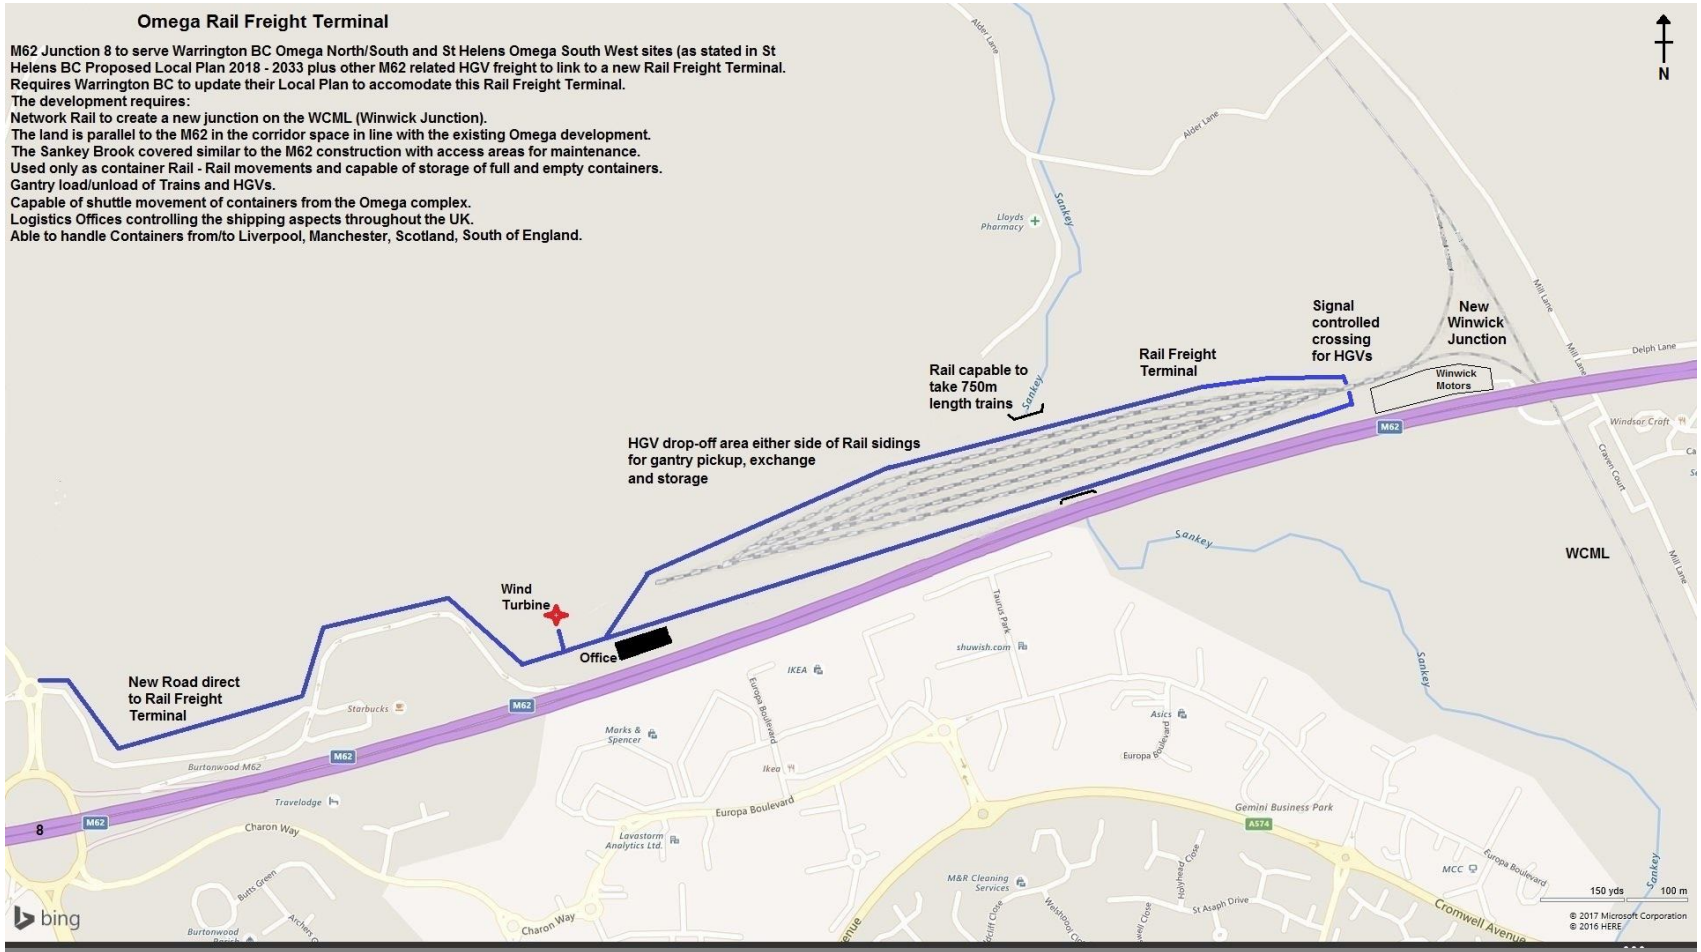 Omega Rail Freight Terminal
M62 Junction 8 to serve Warrington BC Omega North/South and St Helens Omega South West sites (as stated in St
Helens BC Proposed Local Plan 2018 - 2033 plus other M62 related HGV freight to link to a new Rail Freight Terminal.
Requires Warrington BC to update their Local Plan to accomodate this Rail Freight Terminal.
The development requires:
Network Rail to create a new junction on the WCML (Winwick Junction).
The land is parallel to the M62 in the corridor space in line with the existing Omega development.
The Sankey Brook covered similar to the M62 construction with access areas for maintenance.
Used only as container Rail - Rail movements and capable of storage of full and empty containers.
Gantry load/unload of Trains and HGVs.
Capable of shuttle movement of containers from the Omega complex.
Logistics Offices controlling the shipping aspects throughout the UK.
Able to handle Containers from/to Liverpool, Manchester, Scotland, South of England.
N
Alder Lane
Alder Lane
Sankey
Lloyds
Pharmacy
Mill Lane
Signal
controlled
crossing
for HGVs
New
Winwick
Junction
Mill Lane
Delph Lane
Rail Freight
Terminal
Rail capable to
take 750m
length trains
Sankey
Winwick
Motors
M62
Windsor Croft
Craven Court
HGV drop-off area either side of Rail sidings
for gantry pickup, exchange
and storage
Sankey
WCML
Mill Lane
Wind
Turbine
Office
Taurus Park
shuwish.com
IKEA
Europa Boulevard
Sankey
New Road direct
to Rail Freight
Terminal
Starbucks
M62
Marks &
Spencer
Asics
Europa Boulevard
M62
Burtonwood M62
Ikea
Travelodge
Europa Boulevard
Gemini Business Park
A574
8
M62
Charon Way
Lavastorm
Analytics Ltd.
MCC
Europa Boulevard
Sankey
M&R Cleaning
Services
Holyhead Close
Butts Green
St Asaph Drive
Welshpool Clo
well Close
Cromwell Avenue
Charon Way
enue
Burtonwood
bing
150 yds
100 m
© 2017 Microsoft Corporation
© 2016 HERE